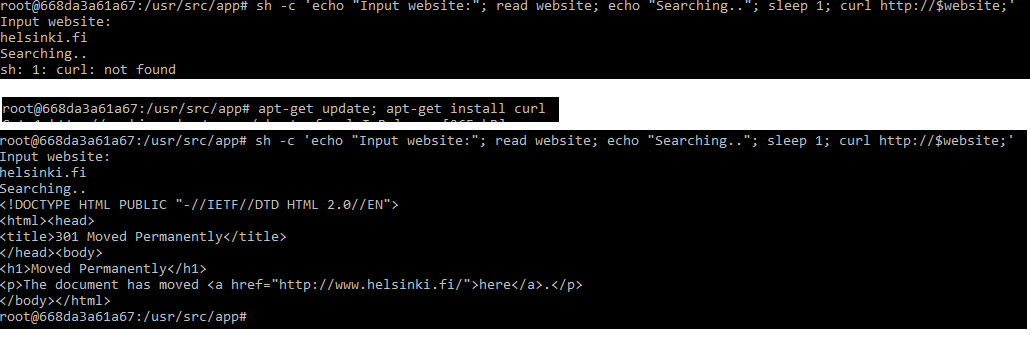 root@668da3a61a67:/usr/src/app# sh -c 'echo "Input website:"; read website; echo "Searching.."; sleep 1; curl http://$website;'
Input website:
helsinki.fi
Searching..
sh: 1: curl: not found
root@668da3a61a67:/usr/src/app# apt-get update; apt-get install curl
root@668da3a61a67:/usr/src/app# sh -c 'echo "Input website:"; read website; echo "Searching.."; sleep 1; curl http://$website;'
Input website:
helsinki.fi
Searching..
<!DOCTYPE HTML PUBLIC "-//IETF//DTD HTML 2.0//EN">
<html><head>
<title>301 Moved Permanently</title>
</head><body>
<h1>Moved Permanently</h1>
<p>The document has moved <a href="http://www.helsinki.fi/">here</a>.</p>
</body></html>
root@668da3a61a67:/usr/src/app#